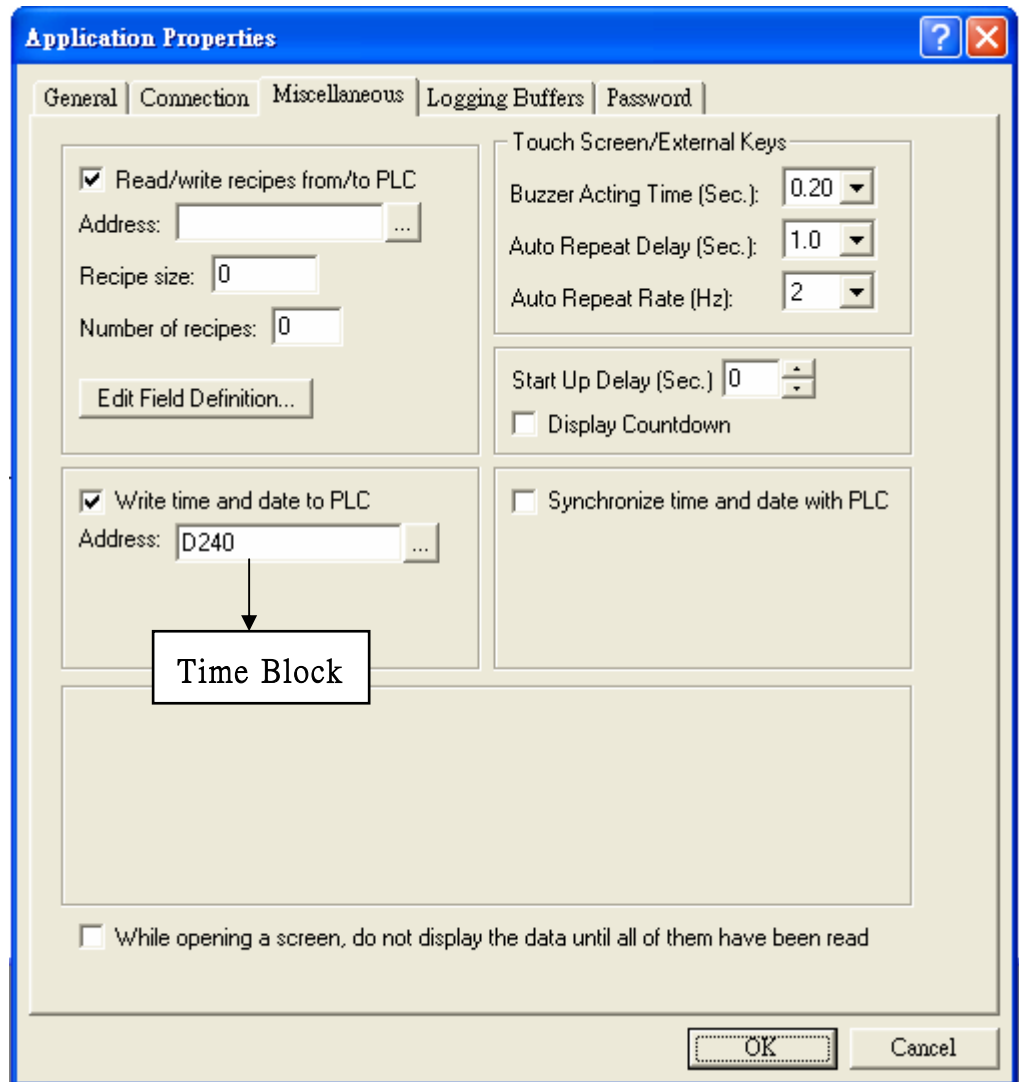 Application Properties
General Connection Miscellaneous Logging Buffers Password
Read/write recipes from/to PLC
Address: ...
Recipe size: 0
Number of recipes: 0
Edit Field Definition...
Touch Screen/External Keys
Buzzer Acting Time (Sec.): 0.20
Auto Repeat Delay (Sec.): 1.0
Auto Repeat Rate (Hz): 2
Start Up Delay (Sec.) 0
Display Countdown
Write time and date to PLC
Address: D240 ...
Time Block
Synchronize time and date with PLC
While opening a screen, do not display the data until all of them have been read
OK Cancel